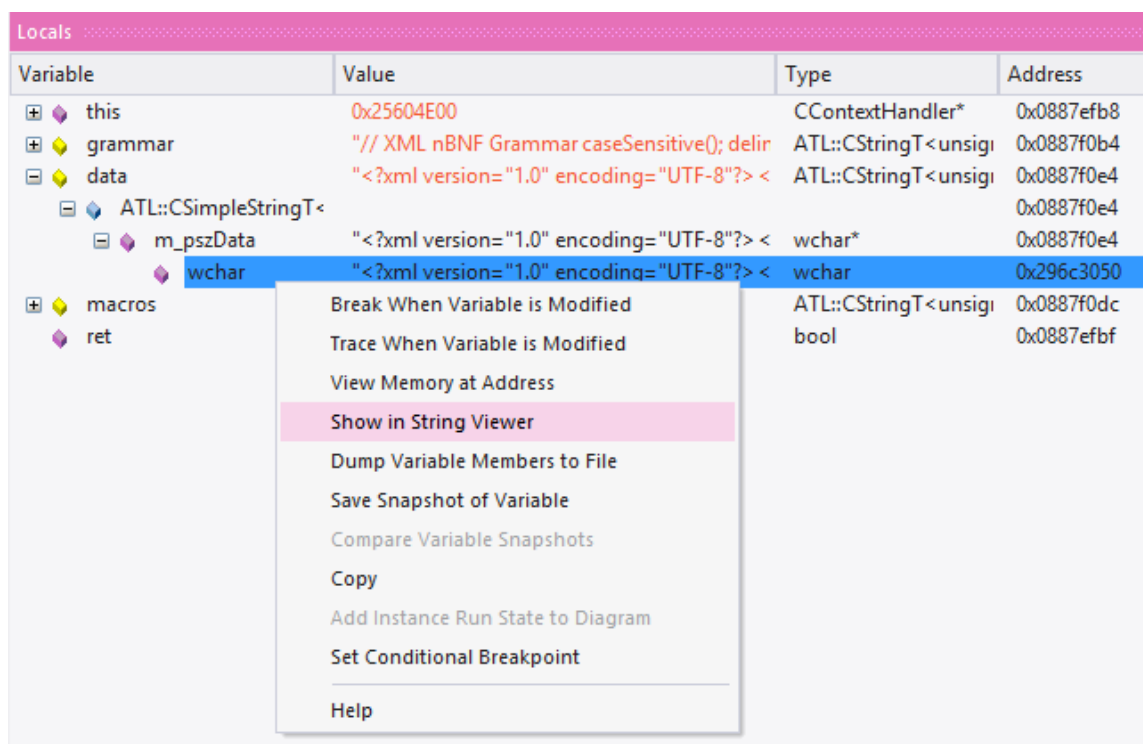 Locals
Variable Value Type Address
this 0x25604E00 CContextHandler* 0x0887efb8
grammar "// XML nBNF Grammar caseSensitive(); delin ATL::CStringT<unsigı 0x0887f0b4
data "<?xml version="1.0" encoding="UTF-8"?> < ATL::CStringT<unsigı 0x0887f0e4
ATL::CSimpleStringT< 0x0887f0e4
m_pszData "<?xml version="1.0" encoding="UTF-8"?> < wchar* 0x0887f0e4
wchar "<?xml version="1.0" encoding="UTF-8"?> < wchar 0x296c3050
macros ATL::CStringT<unsigı 0x0887f0dc
ret bool 0x0887efbf
Break When Variable is Modified
Trace When Variable is Modified
View Memory at Address
Show in String Viewer
Dump Variable Members to File
Save Snapshot of Variable
Compare Variable Snapshots
Copy
Add Instance Run State to Diagram
Set Conditional Breakpoint
Help